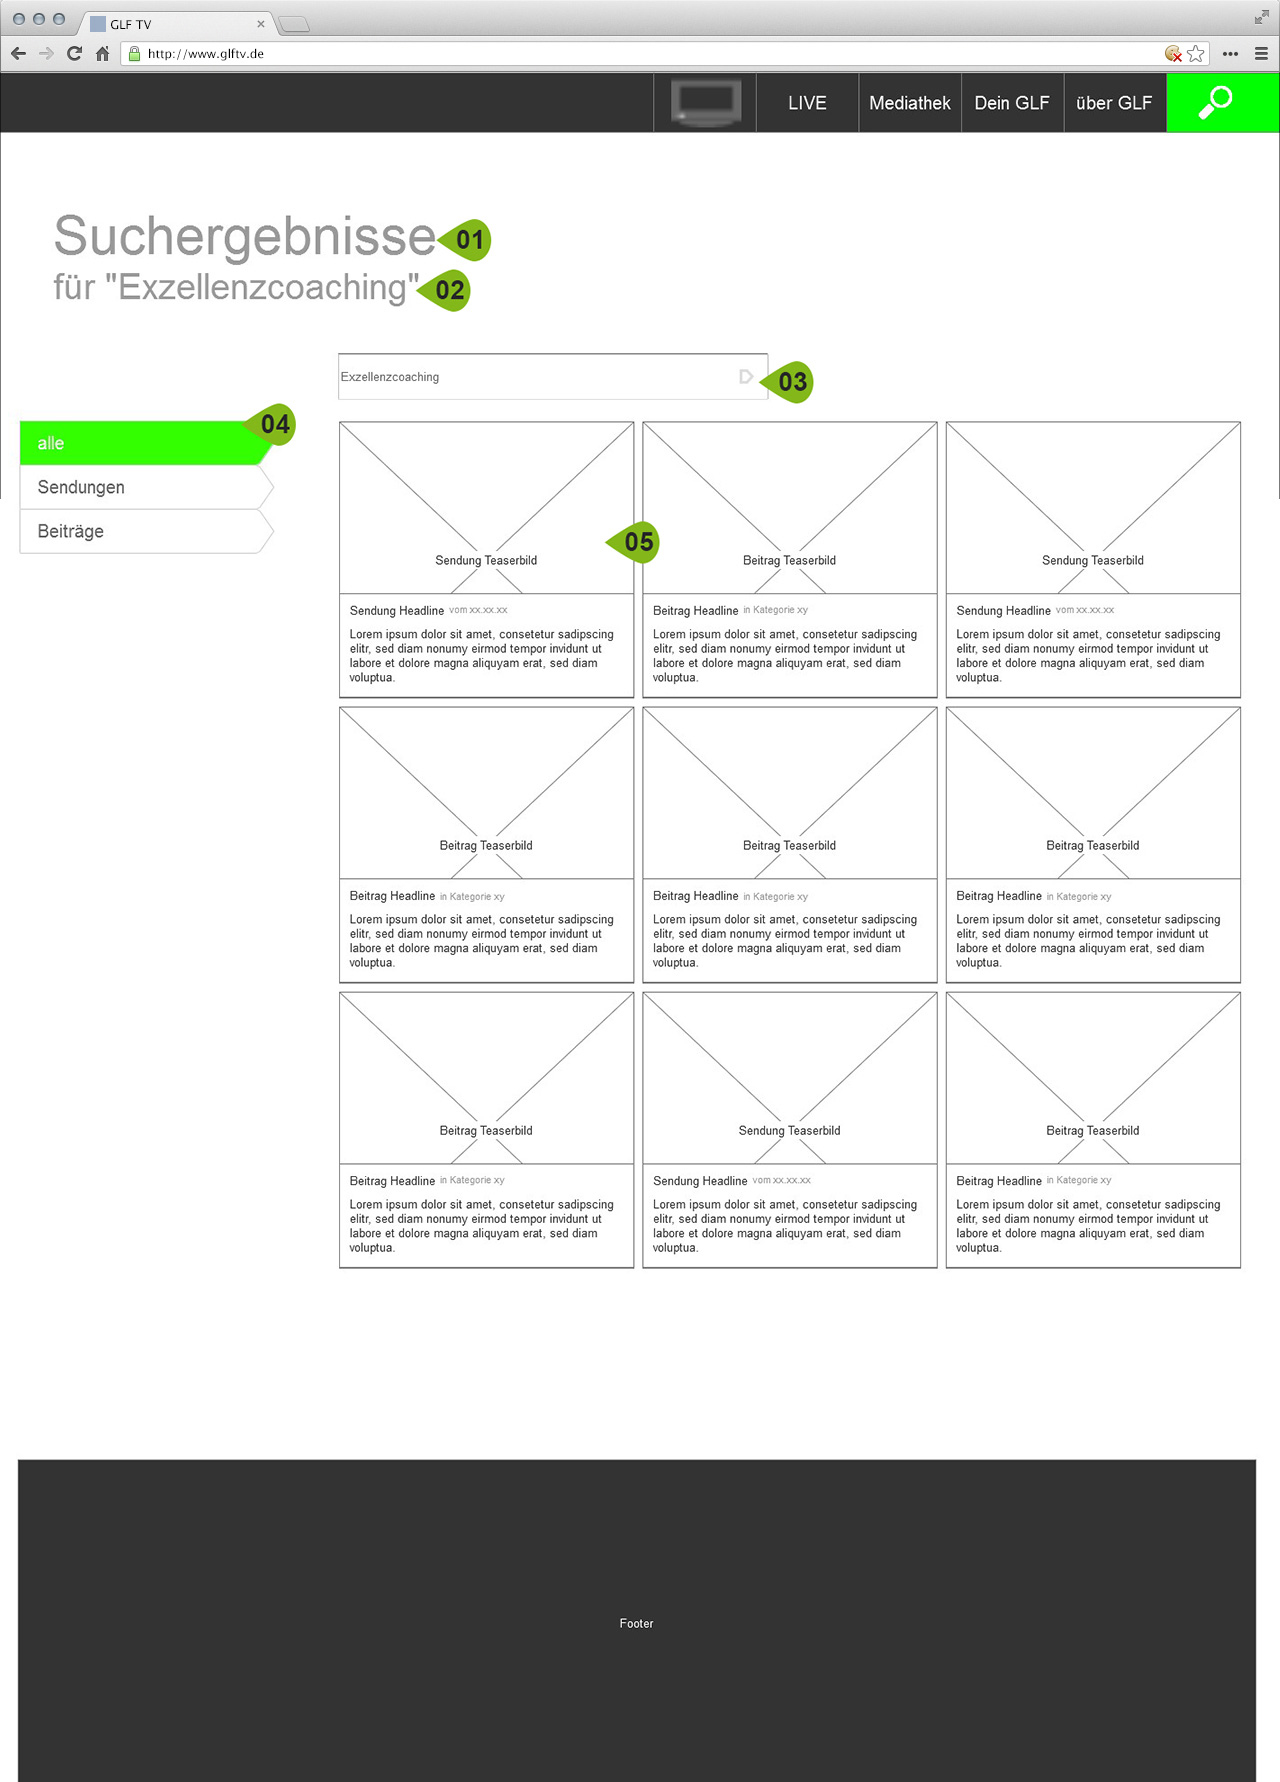 GLF TV
http://www.glftv.de
LIVE Mediathek Dein GLF über GLF
Suchergebnisse 01
für "Exzellenzcoaching" 02
Exzellenzcoaching 03
04
alle
Sendungen
Beiträge
05
Sendung Teaserbild
Sendung Headline vom xx.xx.xx
Lorem ipsum dolor sit amet, consetetur sadipscing
elitr, sed diam nonumy eirmod tempor invidunt ut
labore et dolore magna aliquyam erat, sed diam
voluptua.
Beitrag Teaserbild
Beitrag Headline in Kategorie xy
Lorem ipsum dolor sit amet, consetetur sadipscing
elitr, sed diam nonumy eirmod tempor invidunt ut
labore et dolore magna aliquyam erat, sed diam
voluptua.
Sendung Teaserbild
Sendung Headline vom xx.xx.xx
Lorem ipsum dolor sit amet, consetetur sadipscing
elitr, sed diam nonumy eirmod tempor invidunt ut
labore et dolore magna aliquyam erat, sed diam
voluptua.
Beitrag Teaserbild
Beitrag Headline in Kategorie xy
Lorem ipsum dolor sit amet, consetetur sadipscing
elitr, sed diam nonumy eirmod tempor invidunt ut
labore et dolore magna aliquyam erat, sed diam
voluptua.
Beitrag Teaserbild
Beitrag Headline in Kategorie xy
Lorem ipsum dolor sit amet, consetetur sadipscing
elitr, sed diam nonumy eirmod tempor invidunt ut
labore et dolore magna aliquyam erat, sed diam
voluptua.
Beitrag Teaserbild
Beitrag Headline in Kategorie xy
Lorem ipsum dolor sit amet, consetetur sadipscing
elitr, sed diam nonumy eirmod tempor invidunt ut
labore et dolore magna aliquyam erat, sed diam
voluptua.
Beitrag Teaserbild
Beitrag Headline in Kategorie xy
Lorem ipsum dolor sit amet, consetetur sadipscing
elitr, sed diam nonumy eirmod tempor invidunt ut
labore et dolore magna aliquyam erat, sed diam
voluptua.
Sendung Teaserbild
Sendung Headline vom xx.xx.xx
Lorem ipsum dolor sit amet, consetetur sadipscing
elitr, sed diam nonumy eirmod tempor invidunt ut
labore et dolore magna aliquyam erat, sed diam
voluptua.
Beitrag Teaserbild
Beitrag Headline in Kategorie xy
Lorem ipsum dolor sit amet, consetetur sadipscing
elitr, sed diam nonumy eirmod tempor invidunt ut
labore et dolore magna aliquyam erat, sed diam
voluptua.
Footer